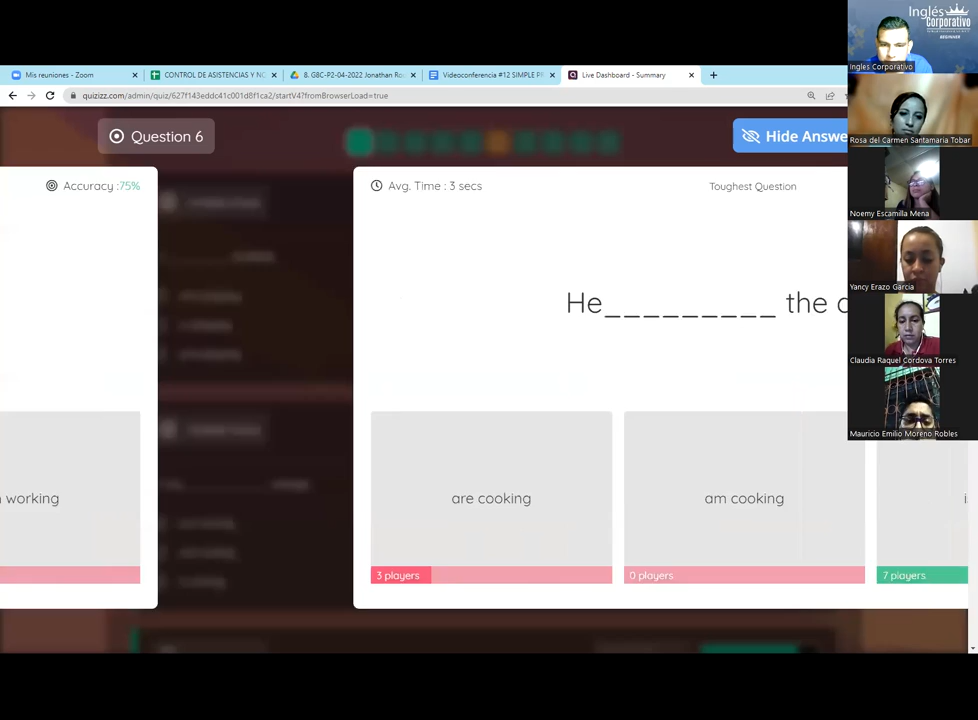 Mis reuniones - Zoom
CONTROL DE ASISTENCIAS Y NO
8. G8C-P2-04-2022 Jonathan Ro
Videoconferencia #12 SIMPLE PR
Live Dashboard - Summary
quizizz.com/admin/quiz/627f143eddc41c001d8f1ca2/startV4?fromBrowserLoad=true
Question 6
Hide Answe
Accuracy :75%
Avg. Time : 3 secs
Toughest Question
He_________ the
working
are cooking
am cooking
3 players
0 players
7 players
Inglés
Corporativo
BEGINNER
Ingles Corporativo
Rosa del Carmen Santamaria Tobar
Noemy Escamilla Mena
Yancy Erazo Garcia
Claudia Raquel Cordova Torres
Mauricio Emilio Moreno Robles